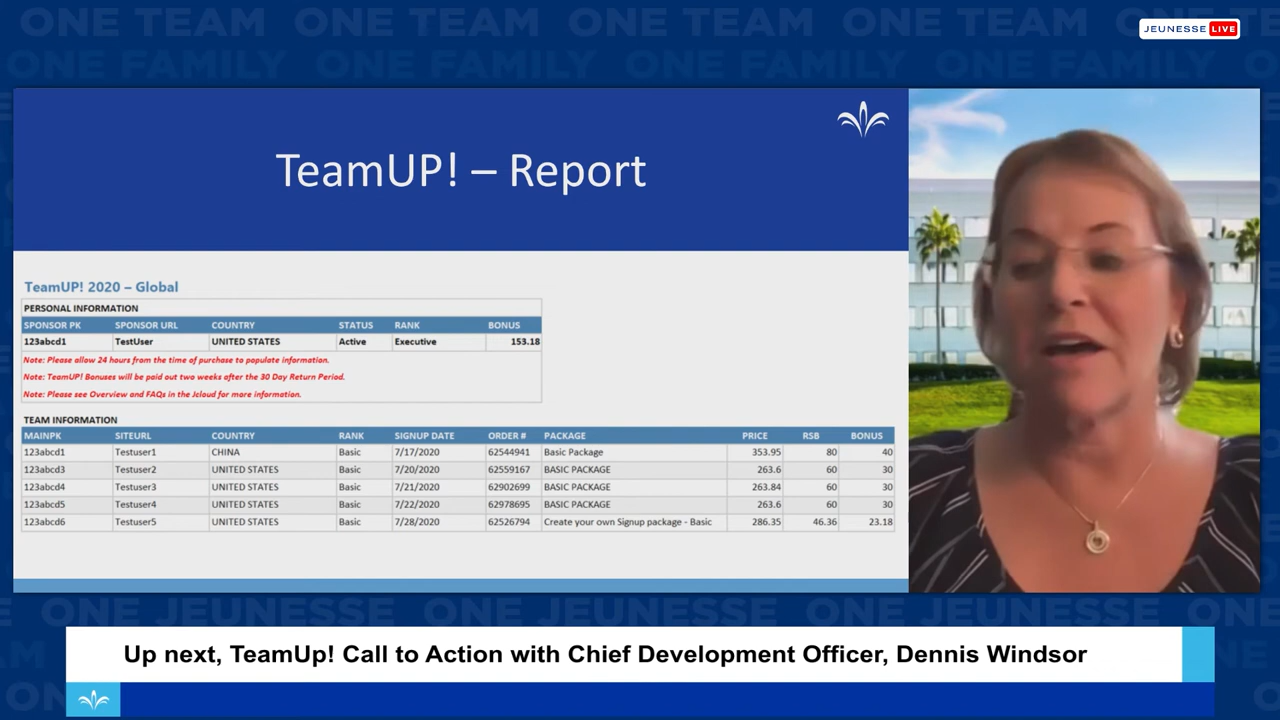 ONE TEAM ONE TEAM ONE TEAM ONE TEAM
JEUNESSE LIVE
ONE FAMILY ONE FAMILY ONE FAMILY
TeamUP! – Report
TeamUP! 2020 – Global
PERSONAL INFORMATION
SPONSOR PK SPONSOR URL COUNTRY STATUS RANK BONUS
123abcd1 TestUser UNITED STATES Active Executive 153.18
Note: Please allow 24 hours from the time of purchase to populate information.
Note: TeamUP! Bonuses will be paid out two weeks after the 30 Day Return Period.
Note: Please see Overview and FAQs in the Jcloud for more information.
TEAM INFORMATION
MAINPK SITEURL COUNTRY RANK SIGNUP DATE ORDER # PACKAGE PRICE RSB BONUS
123abcd1 Testuser1 CHINA Basic 7/17/2020 62544941 Basic Package 353.95 80 40
123abcd3 Testuser2 UNITED STATES Basic 7/20/2020 62559167 BASIC PACKAGE 263.6 60 30
123abcd4 Testuser3 UNITED STATES Basic 7/21/2020 62902699 BASIC PACKAGE 263.84 60 30
123abcd5 Testuser4 UNITED STATES Basic 7/22/2020 62978695 BASIC PACKAGE 263.6 60 30
123abcd6 Testuser5 UNITED STATES Basic 7/28/2020 62526794 Create your own Signup package - Basic 286.35 46.36 23.18
ONE JEUNESSE ONE JEUNESSE ONE JEUNESSE ONE
Up next, TeamUp! Call to Action with Chief Development Officer, Dennis Windsor